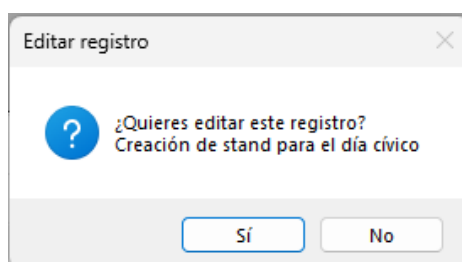 Editar registro
?
¿Quieres editar este registro?
Creación de stand para el día cívico
Sí
No